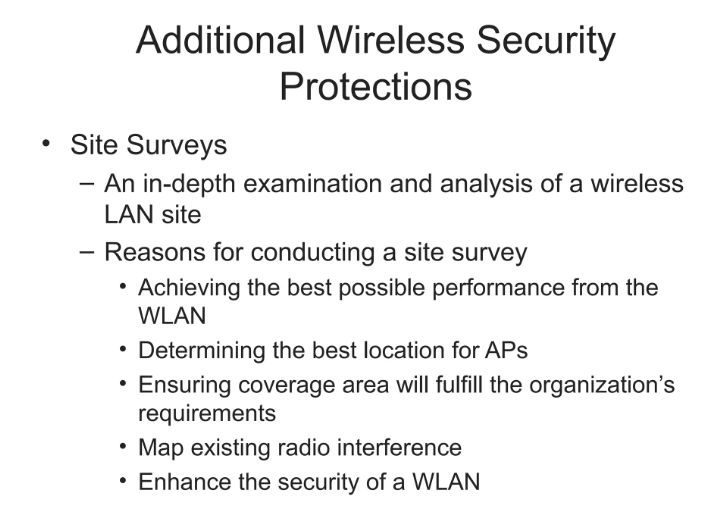 Additional Wireless Security
Protections
• Site Surveys
– An in-depth examination and analysis of a wireless
LAN site
– Reasons for conducting a site survey
• Achieving the best possible performance from the
WLAN
• Determining the best location for APs
• Ensuring coverage area will fulfill the organization’s
requirements
• Map existing radio interference
• Enhance the security of a WLAN